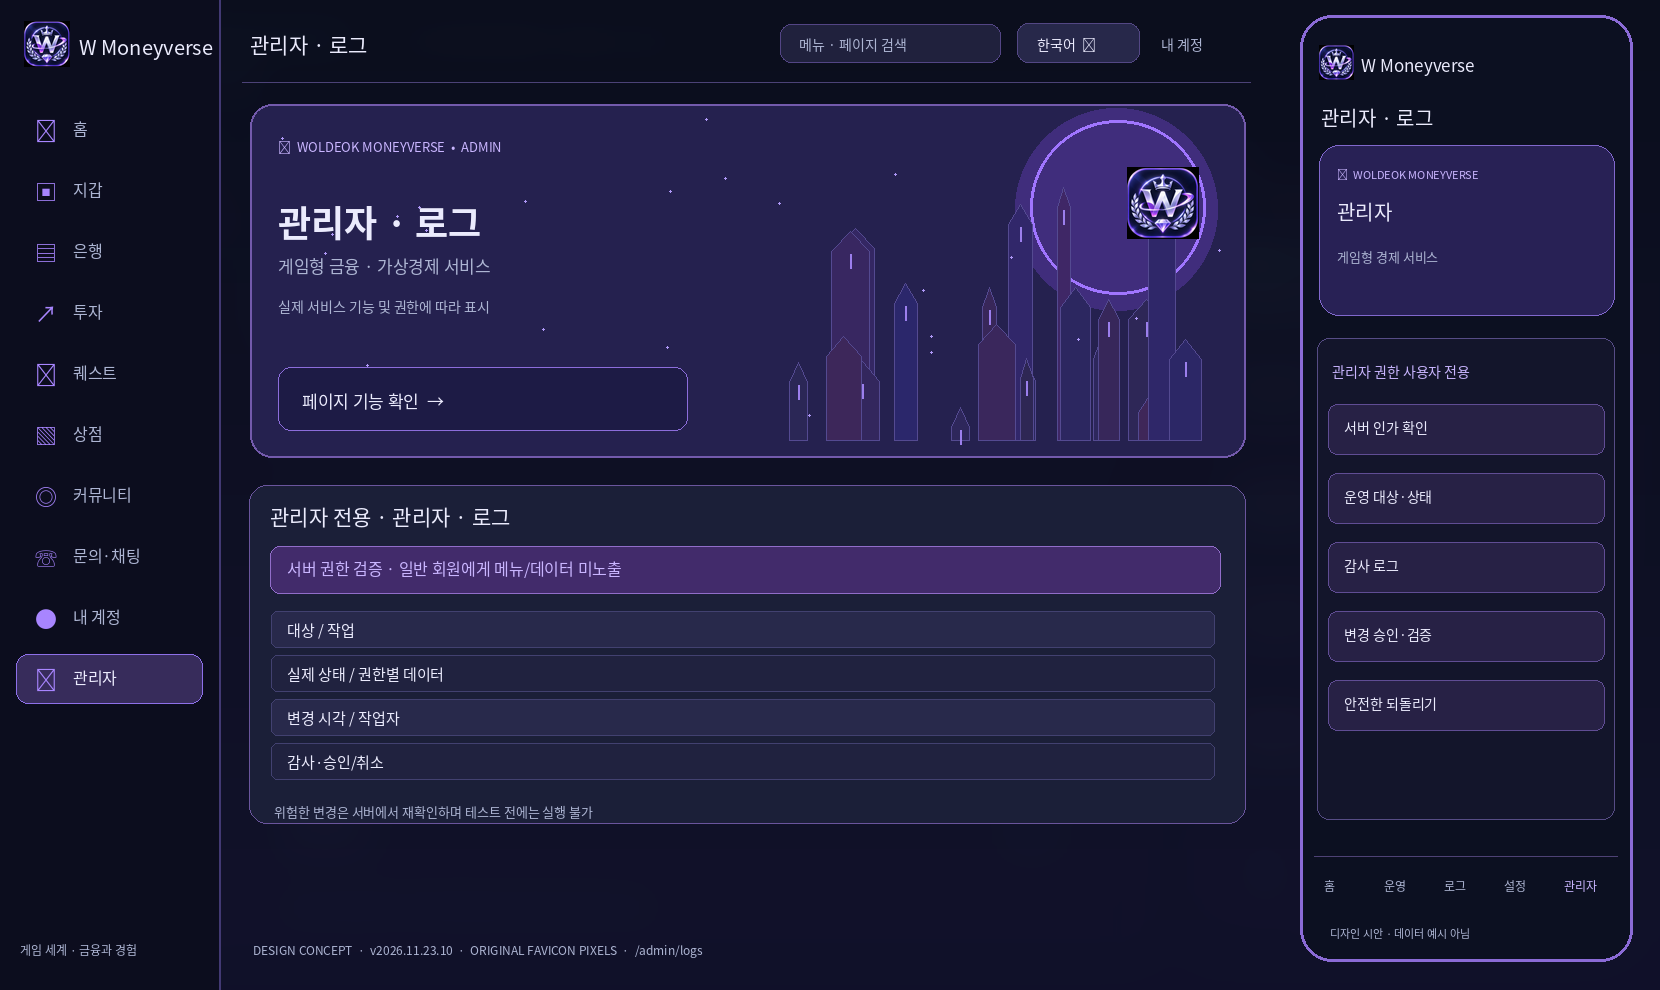 W Moneyverse
홈
지갑
은행
투자
퀘스트
상점
커뮤니티
문의·채팅
내 계정
관리자
게임 세계 · 금융과 경험
관리자 · 로그
메뉴 · 페이지 검색
한국어
내 계정
WOLDEOK MONEYVERSE • ADMIN
관리자 · 로그
게임형 금융 · 가상경제 서비스
실제 서비스 기능 및 권한에 따라 표시
페이지 기능 확인 →
관리자 전용 · 관리자 · 로그
서버 권한 검증 · 일반 회원에게 메뉴/데이터 미노출
대상 / 작업
실제 상태 / 권한별 데이터
변경 시각 / 작업자
감사·승인/취소
위험한 변경은 서버에서 재확인하며 테스트 전에는 실행 불가
DESIGN CONCEPT · v2026.11.23.10 · ORIGINAL FAVICON PIXELS · /admin/logs
W Moneyverse
관리자 · 로그
WOLDEOK MONEYVERSE
관리자
게임형 경제 서비스
관리자 권한 사용자 전용
서버 인가 확인
운영 대상·상태
감사 로그
변경 승인·검증
안전한 되돌리기
홈 운영 로그 설정 관리자
디자인 시안 · 데이터 예시 아님